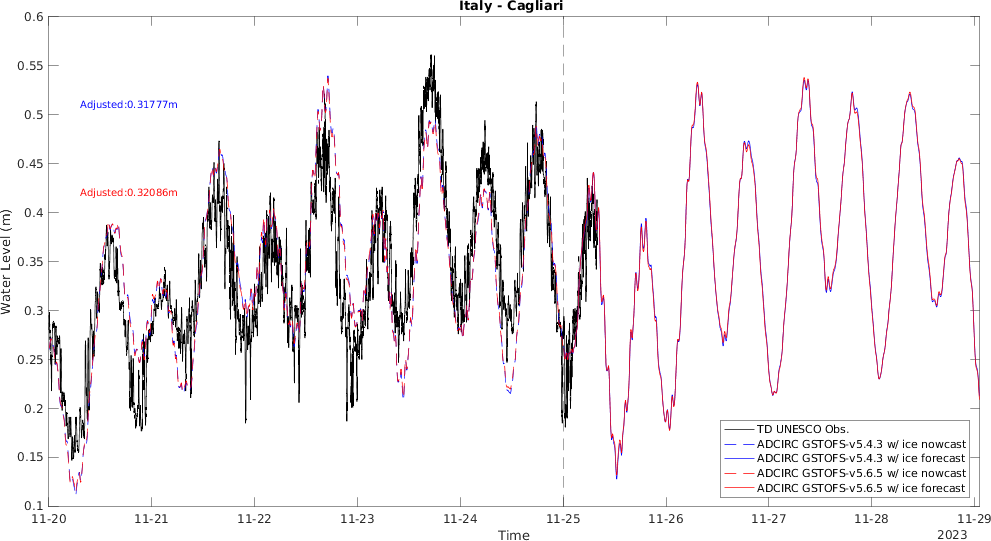 Italy - Cagliari
0.6
0.55
0.5
0.45
0.4
0.35
0.3
0.25
0.2
0.15
0.1
Water Level (m)
Adjusted:0.31777m
Adjusted:0.32086m
TD UNESCO Obs.
ADCIRC GSTOFS-v5.4.3 w/ ice nowcast
ADCIRC GSTOFS-v5.4.3 w/ ice forecast
ADCIRC GSTOFS-v5.6.5 w/ ice nowcast
ADCIRC GSTOFS-v5.6.5 w/ ice forecast
11-20 11-21 11-22 11-23 11-24 11-25 11-26 11-27 11-28 11-29
Time
2023